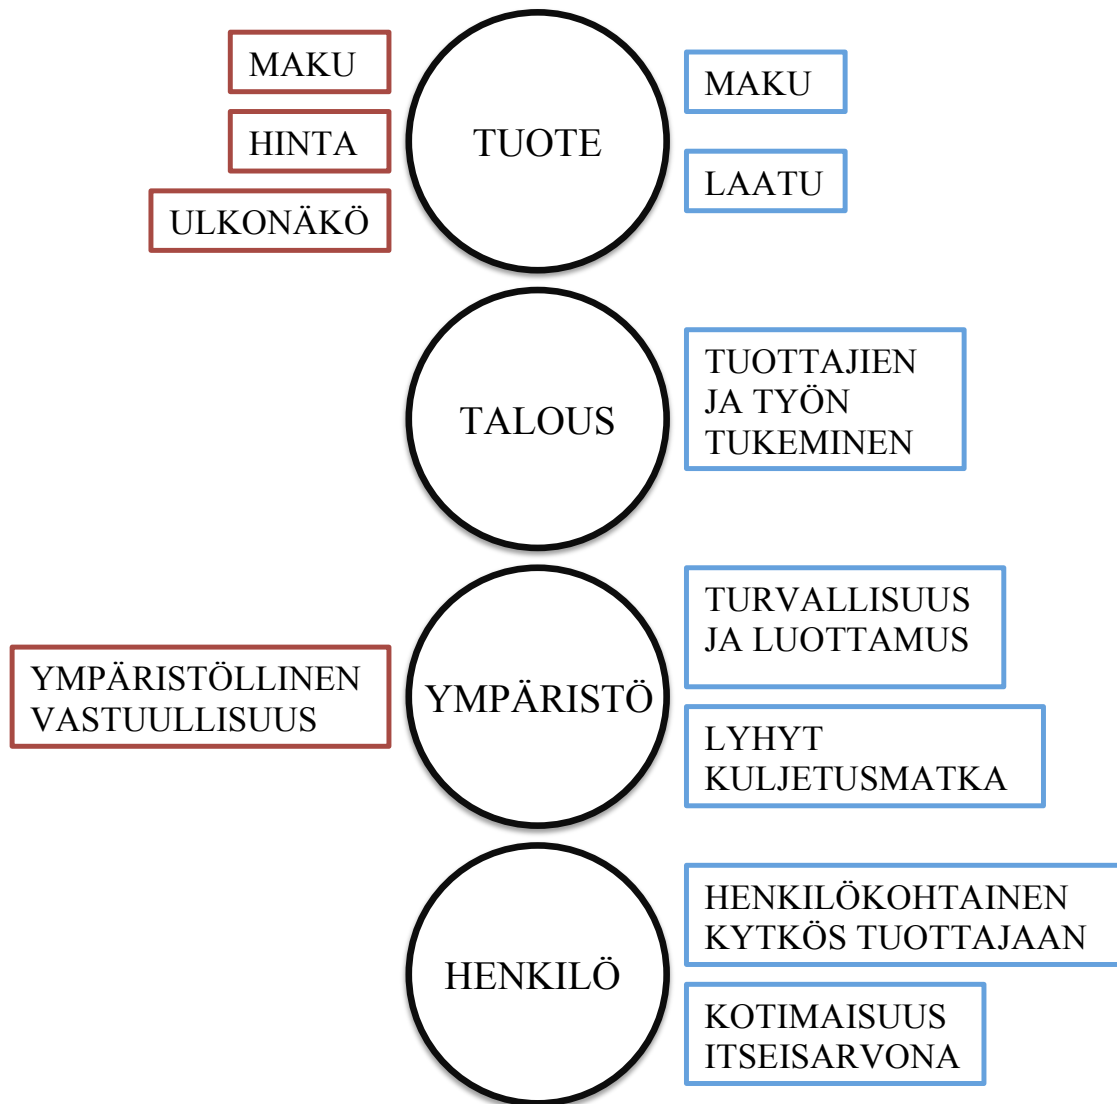 MAKU
HINTA
ULKONÄKÖ
TUOTE
MAKU
LAATU
TALOUS
TUOTTAJIEN
JA TYÖN
TUKEMINEN
YMPÄRISTÖLLINEN
VASTUULLISUUS
YMPÄRISTÖ
TURVALLISUUS
JA LUOTTAMUS
LYHYT
KULJETUSMATKA
HENKILÖ
HENKILÖKOHTAINEN
KYTKÖS TUOTTAJAAN
KOTIMAISUUS
ITSEISARVONA